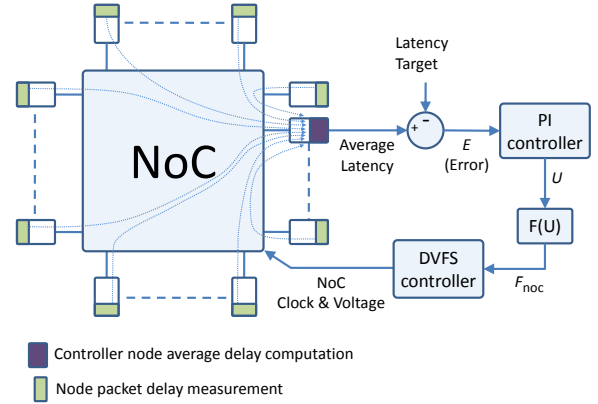 Latency
Target
NoC
+
−
Average
Latency
E
(Error)
PI
controller
U
F(U)
F_noc
DVFS
controller
NoC
Clock & Voltage
Controller node average delay computation
Node packet delay measurement